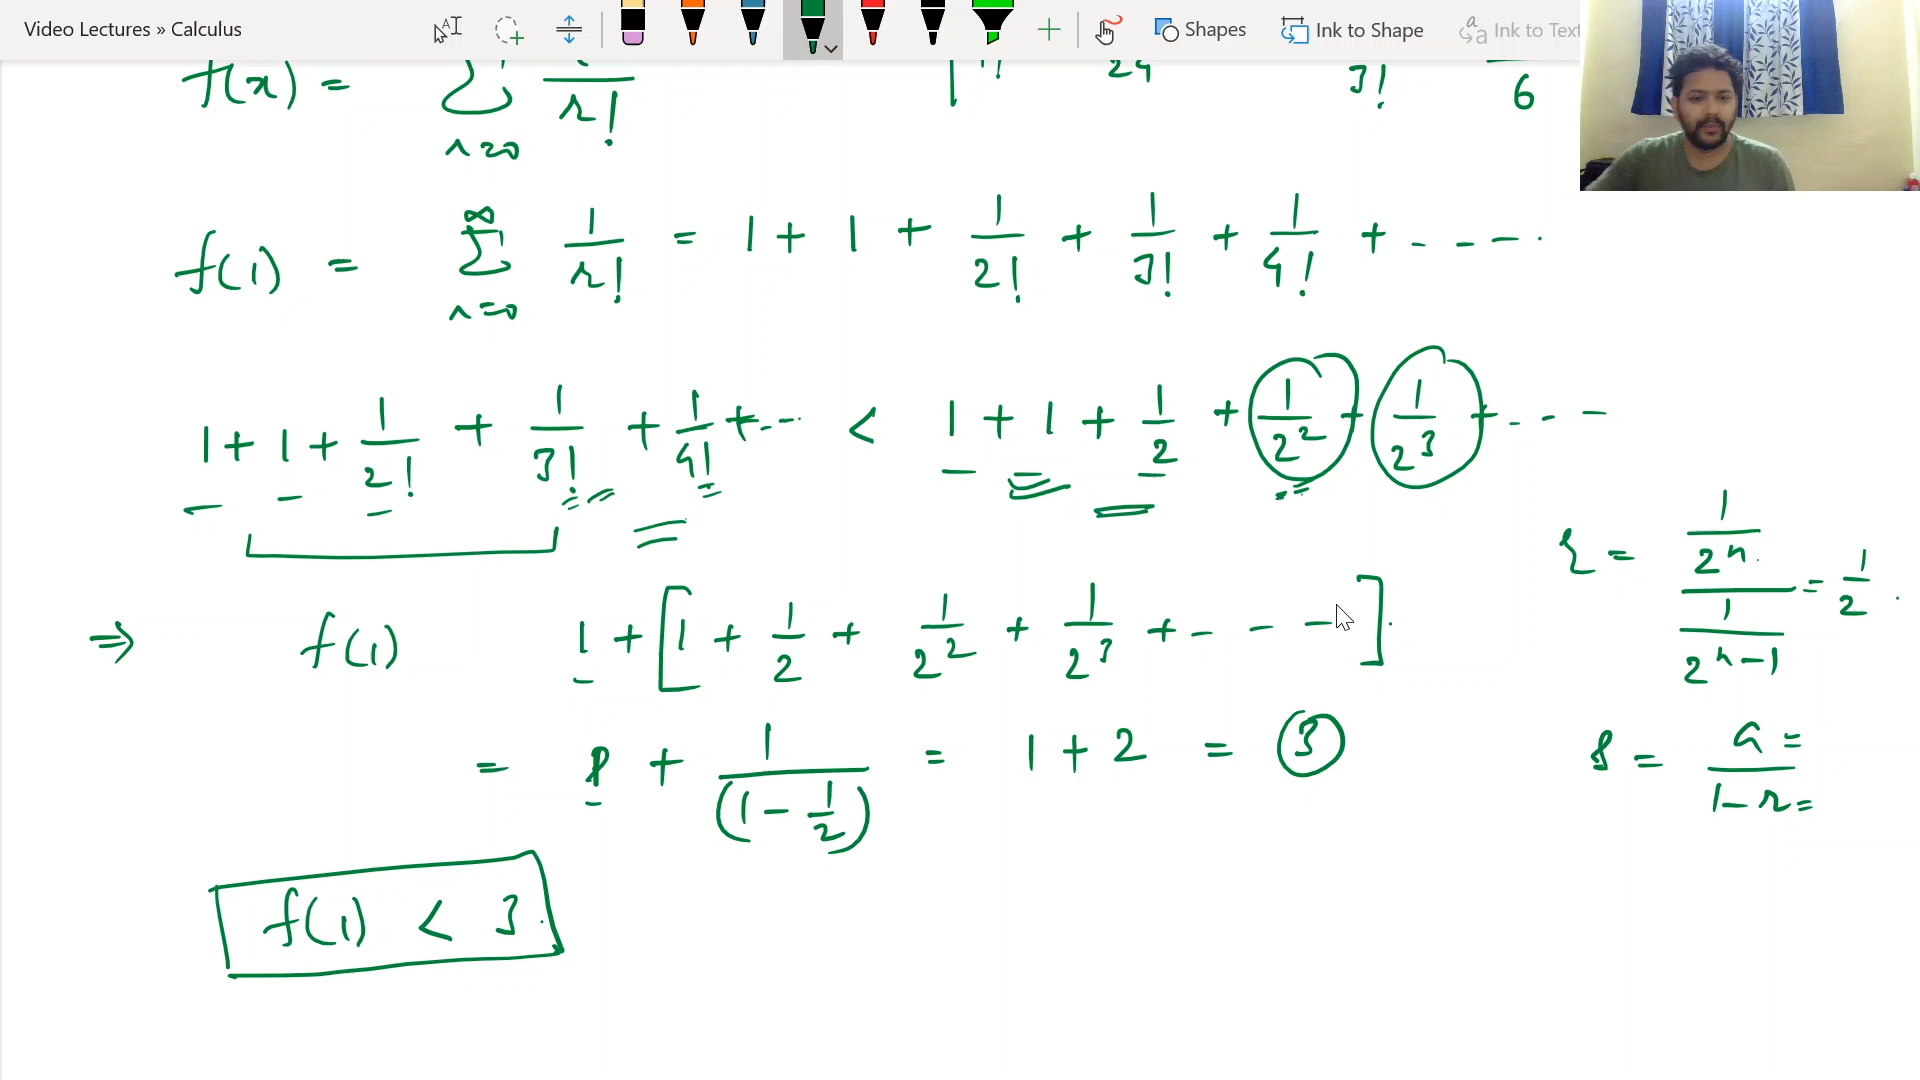 Video Lectures » Calculus
Shapes
Ink to Shape
Ink to Text
f(x) = ∑ r=0 / r!
1! 24 3! 6
f(1) = ∞ ∑ r=0 1/r! = 1 + 1 + 1/2! + 1/3! + 1/4! + - - - .
1 + 1 + 1/2! + 1/3! + 1/4! + - .. < 1 + 1 + 1/2 + 1/2² + 1/2³ + - - -
r = (1/2ⁿ) / (1/2ⁿ⁻¹) = 1/2 .
⇒ f(1) 1 + [ 1 + 1/2 + 1/2² + 1/2³ + - - - ] .
= 1 + 1/(1 - 1/2) = 1 + 2 = 3
S = a/1-r
f(1) < 3 .